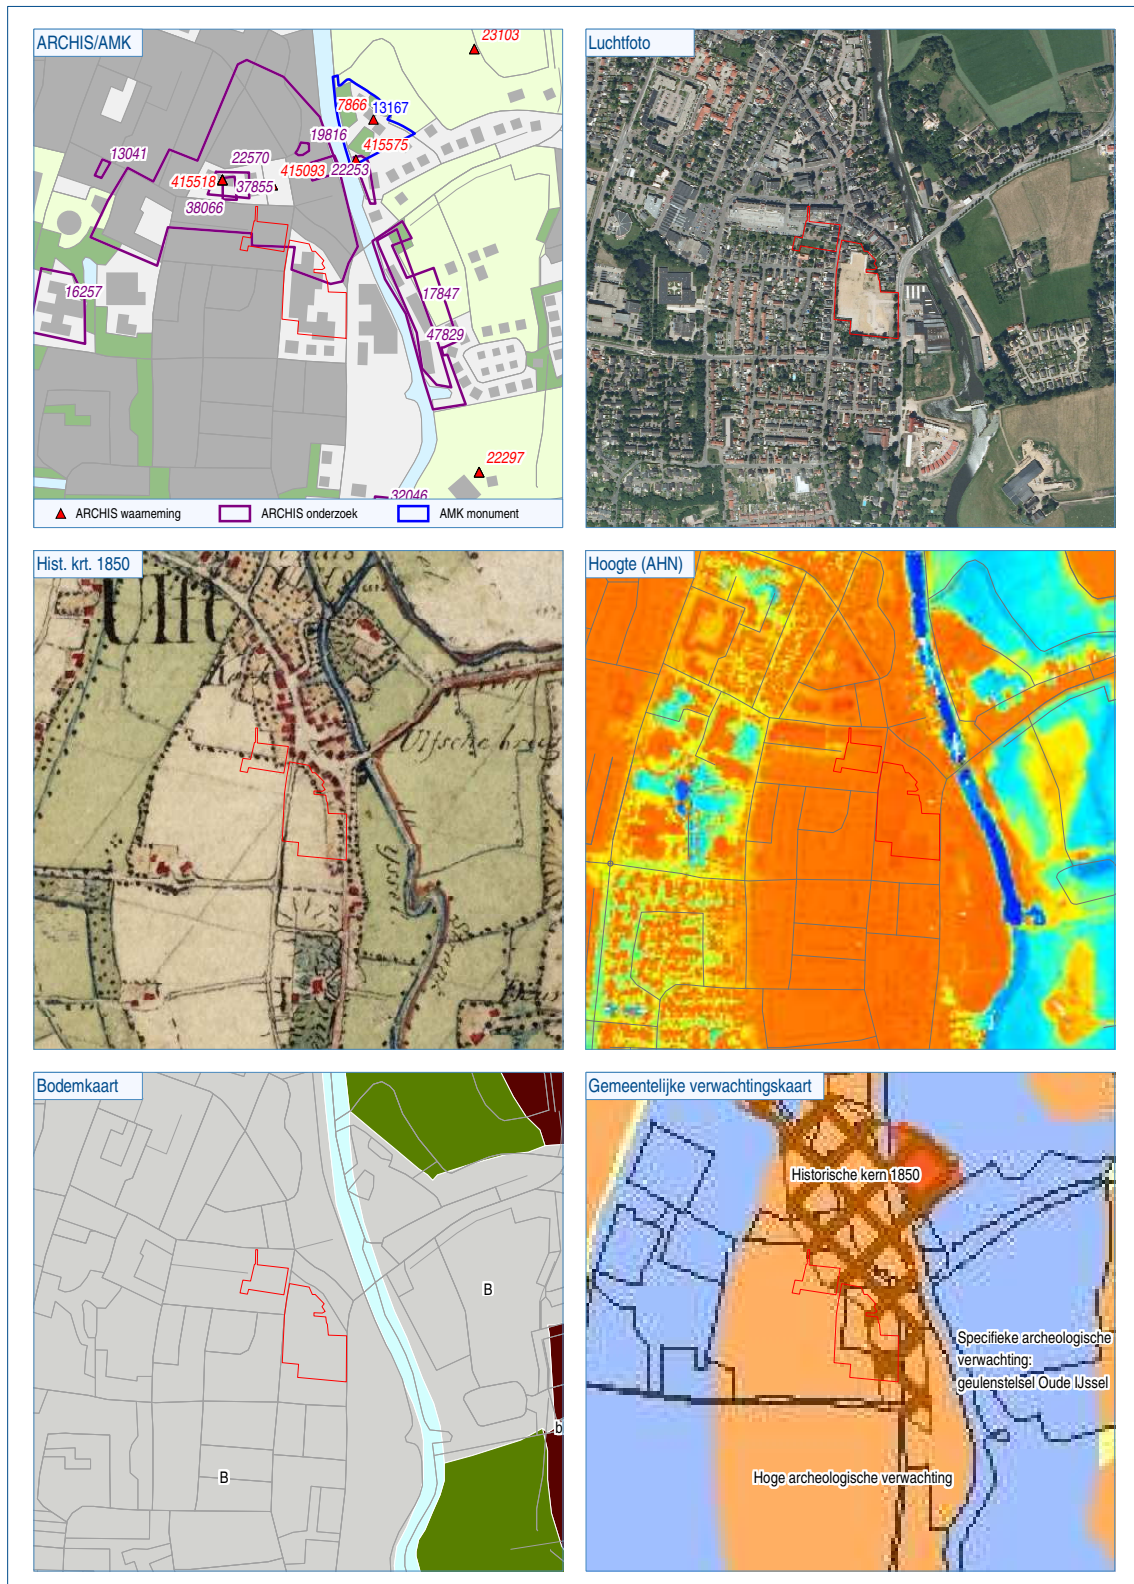 ARCHIS/AMK
23103
7866
13167
19816
415575
13041
22570
415093
22253
415518
37855
38066
16257
17847
47829
22297
32046
ARCHIS waarneming
ARCHIS onderzoek
AMK monument
Luchtfoto
Hist. krt. 1850
Ulft
Hoogte (AHN)
Bodemkaart
B
B
b
Gemeentelijke verwachtingskaart
Historische kern 1850
Specifieke archeologische
verwachting:
geulenstelsel Oude IJssel
Hoge archeologische verwachting